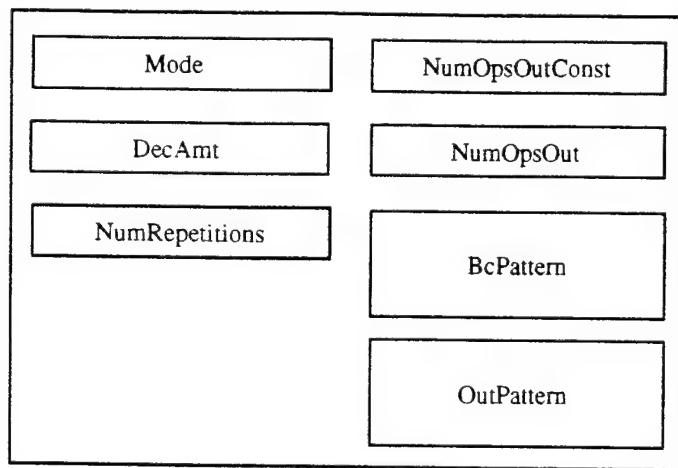 Mode
NumOpsOutConst
DecAmt
NumOpsOut
NumRepetitions
BcPattern
OutPattern